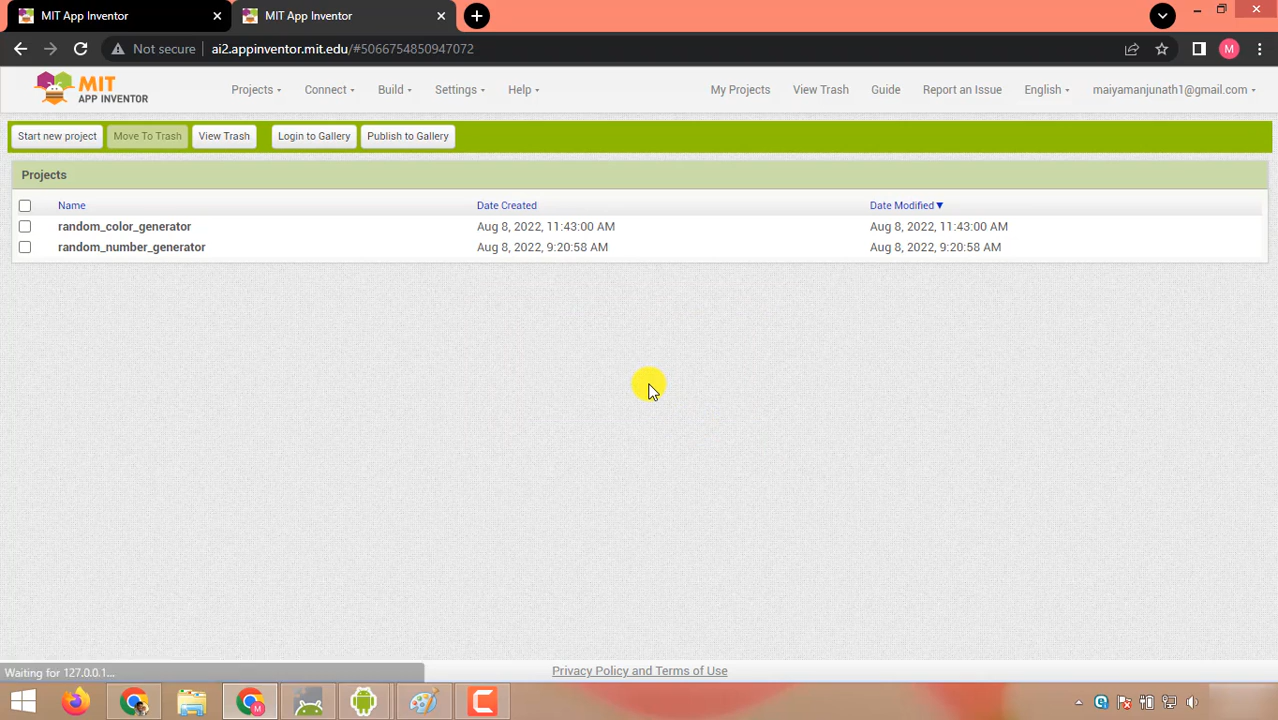 MIT App Inventor
MIT App Inventor
Not secure ai2.appinventor.mit.edu/#5066754850947072
M
MIT
APP INVENTOR
Projects Connect Build Settings Help My Projects View Trash Guide Report an Issue English maiyamanjunath1@gmail.com
Start new project Move To Trash View Trash Login to Gallery Publish to Gallery
Projects
Name Date Created Date Modified
random_color_generator Aug 8, 2022, 11:43:00 AM Aug 8, 2022, 11:43:00 AM
random_number_generator Aug 8, 2022, 9:20:58 AM Aug 8, 2022, 9:20:58 AM
Privacy Policy and Terms of Use
Waiting for 127.0.0.1...
M